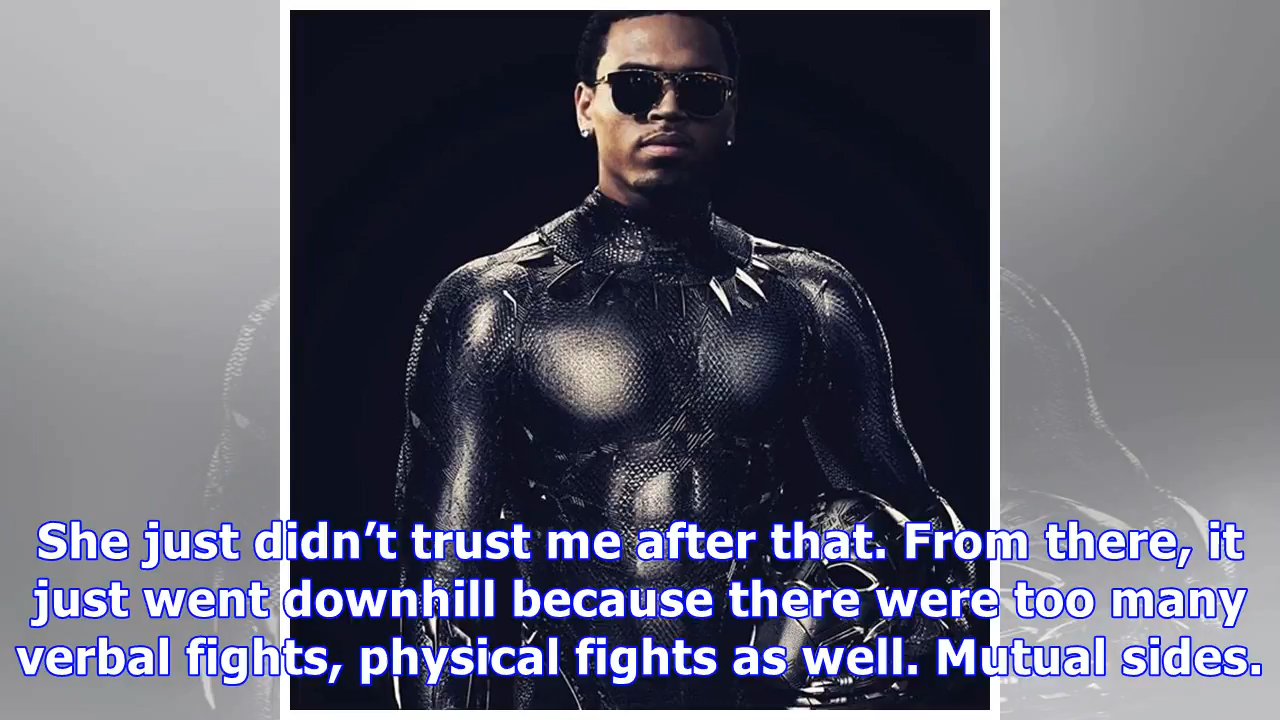 She just didn’t trust me after that. From there, it
just went downhill because there were too many
verbal fights, physical fights as well. Mutual sides.